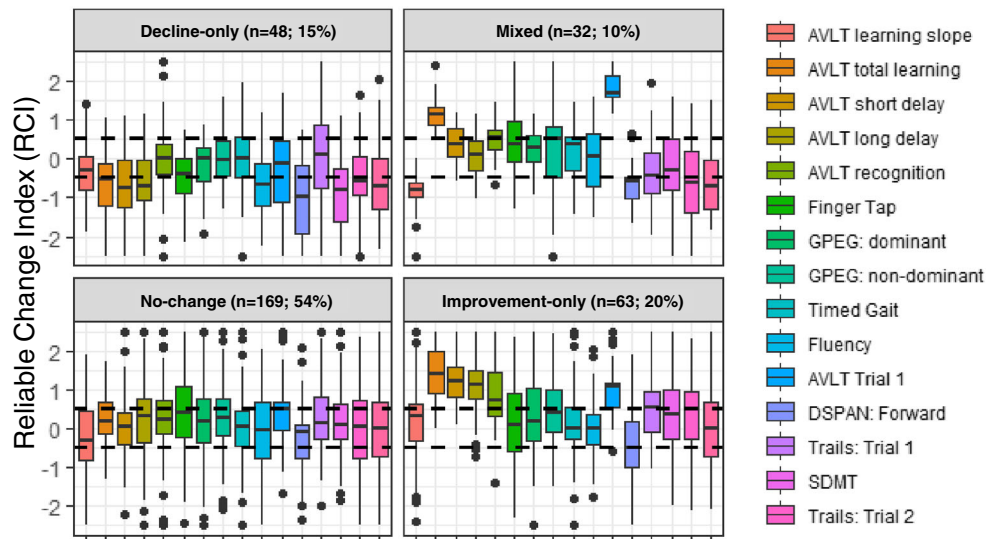 Decline-only (n=48; 15%)
Mixed (n=32; 10%)
No-change (n=169; 54%)
Improvement-only (n=63; 20%)
Reliable Change Index (RCI)
2
1
0
-1
-2
2
1
0
-1
-2
AVLT learning slope
AVLT total learning
AVLT short delay
AVLT long delay
AVLT recognition
Finger Tap
GPEG: dominant
GPEG: non-dominant
Timed Gait
Fluency
AVLT Trial 1
DSPAN: Forward
Trails: Trial 1
SDMT
Trails: Trial 2